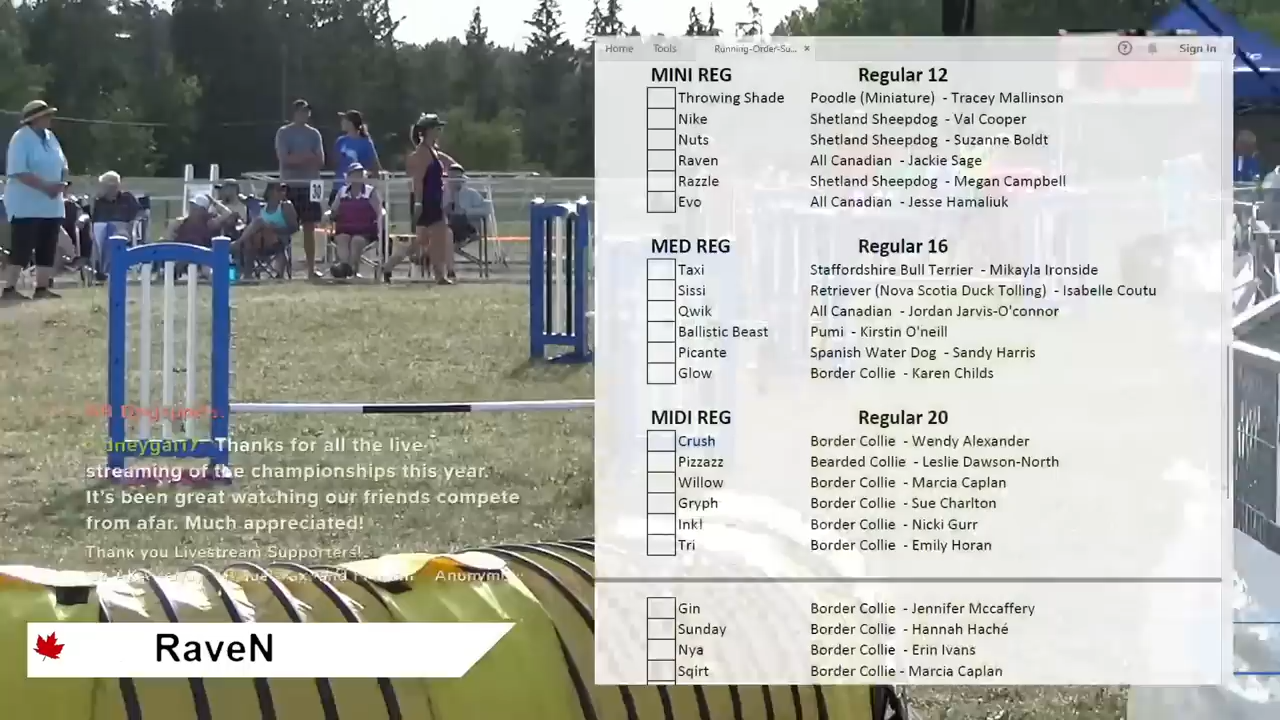 Home Tools Running-Order-Su... × ? Sign In
MINI REG Regular 12
Throwing Shade Poodle (Miniature) - Tracey Mallinson
Nike Shetland Sheepdog - Val Cooper
Nuts Shetland Sheepdog - Suzanne Boldt
Raven All Canadian - Jackie Sage
Razzle Shetland Sheepdog - Megan Campbell
Evo All Canadian - Jesse Hamaliuk
MED REG Regular 16
Taxi Staffordshire Bull Terrier - Mikayla Ironside
Sissi Retriever (Nova Scotia Duck Tolling) - Isabelle Coutu
Qwik All Canadian - Jordan Jarvis-O'connor
Ballistic Beast Pumi - Kirstin O'neill
Picante Spanish Water Dog - Sandy Harris
Glow Border Collie - Karen Childs
MIDI REG Regular 20
Crush Border Collie - Wendy Alexander
Pizzazz Bearded Collie - Leslie Dawson-North
Willow Border Collie - Marcia Caplan
Gryph Border Collie - Sue Charlton
Inkl Border Collie - Nicki Gurr
Tri Border Collie - Emily Horan
Gin Border Collie - Jennifer Mccaffery
Sunday Border Collie - Hannah Haché
Nya Border Collie - Erin Ivans
Sqirt Border Collie - Marcia Caplan
30
Thanks for all the live
streaming of the championships this year.
It's been great watching our friends compete
from afar. Much appreciated!
Thank you Livestream Supporters!
RaveN